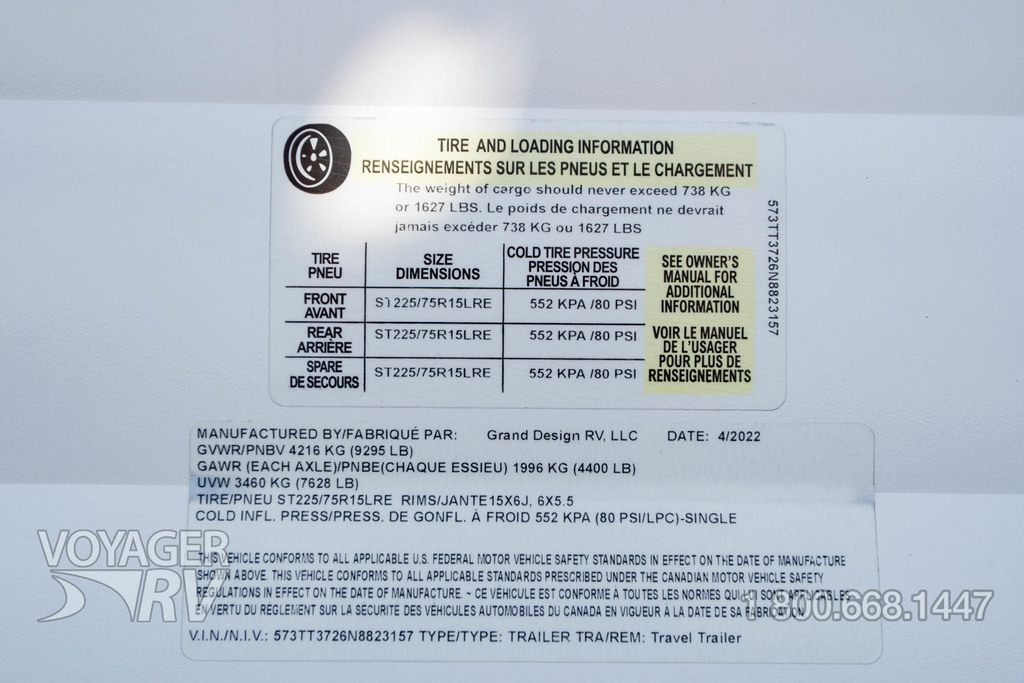 TIRE AND LOADING INFORMATION
RENSEIGNEMENTS SUR LES PNEUS ET LE CHARGEMENT
The weight of cargo should never exceed 738 KG
or 1627 LBS. Le poids de chargement ne devrait
jamais excéder 738 KG ou 1627 LBS
TIRE
PNEU
SIZE
DIMENSIONS
COLD TIRE PRESSURE
PRESSION DES
PNEUS À FROID
FRONT
AVANT
ST225/75R15LRE
552 KPA /80 PSI
REAR
ARRIÈRE
ST225/75R15LRE
552 KPA /80 PSI
SPARE
DE SECOURS
ST225/75R15LRE
552 KPA /80 PSI
SEE OWNER'S
MANUAL FOR
ADDITIONAL
INFORMATION
VOIR LE MANUEL
DE L'USAGER
POUR PLUS DE
RENSEIGNEMENTS
573TT3726N8823157
MANUFACTURED BY/FABRIQUÉ PAR: Grand Design RV, LLC DATE: 4/2022
GVWR/PNBV 4216 KG (9295 LB)
GAWR (EACH AXLE)/PNBE(CHAQUE ESSIEU) 1996 KG (4400 LB)
UVW 3460 KG (7628 LB)
TIRE/PNEU ST225/75R15LRE RIMS/JANTE15X6J, 6X5.5
COLD INFL. PRESS/PRESS. DE GONFL. À FROID 552 KPA (80 PSI/LPC)-SINGLE
THIS VEHICLE CONFORMS TO ALL APPLICABLE U.S. FEDERAL MOTOR VEHICLE SAFETY STANDARDS IN EFFECT ON THE DATE OF MANUFACTURE
SHOWN ABOVE. THIS VEHICLE CONFORMS TO ALL APPLICABLE STANDARDS PRESCRIBED UNDER THE CANADIAN MOTOR VEHICLE SAFETY
REGULATIONS IN EFFECT ON THE DATE OF MANUFACTURE. ~ CE VÉHICULE EST CONFORME À TOUTES LES NORMES QUI LUI SONT APPLICABLES
EN VERTU DU REGLEMENT SUR LA SECURITE DES VÉHICULES AUTOMOBILES DU CANADA EN VIGUEUR A LA DATE DE SA FABRICATION
V.I.N./N.I.V.: 573TT3726N8823157 TYPE/TYPE: TRAILER TRA/REM: Travel Trailer
VOYAGER
RV
1 800.668.1447